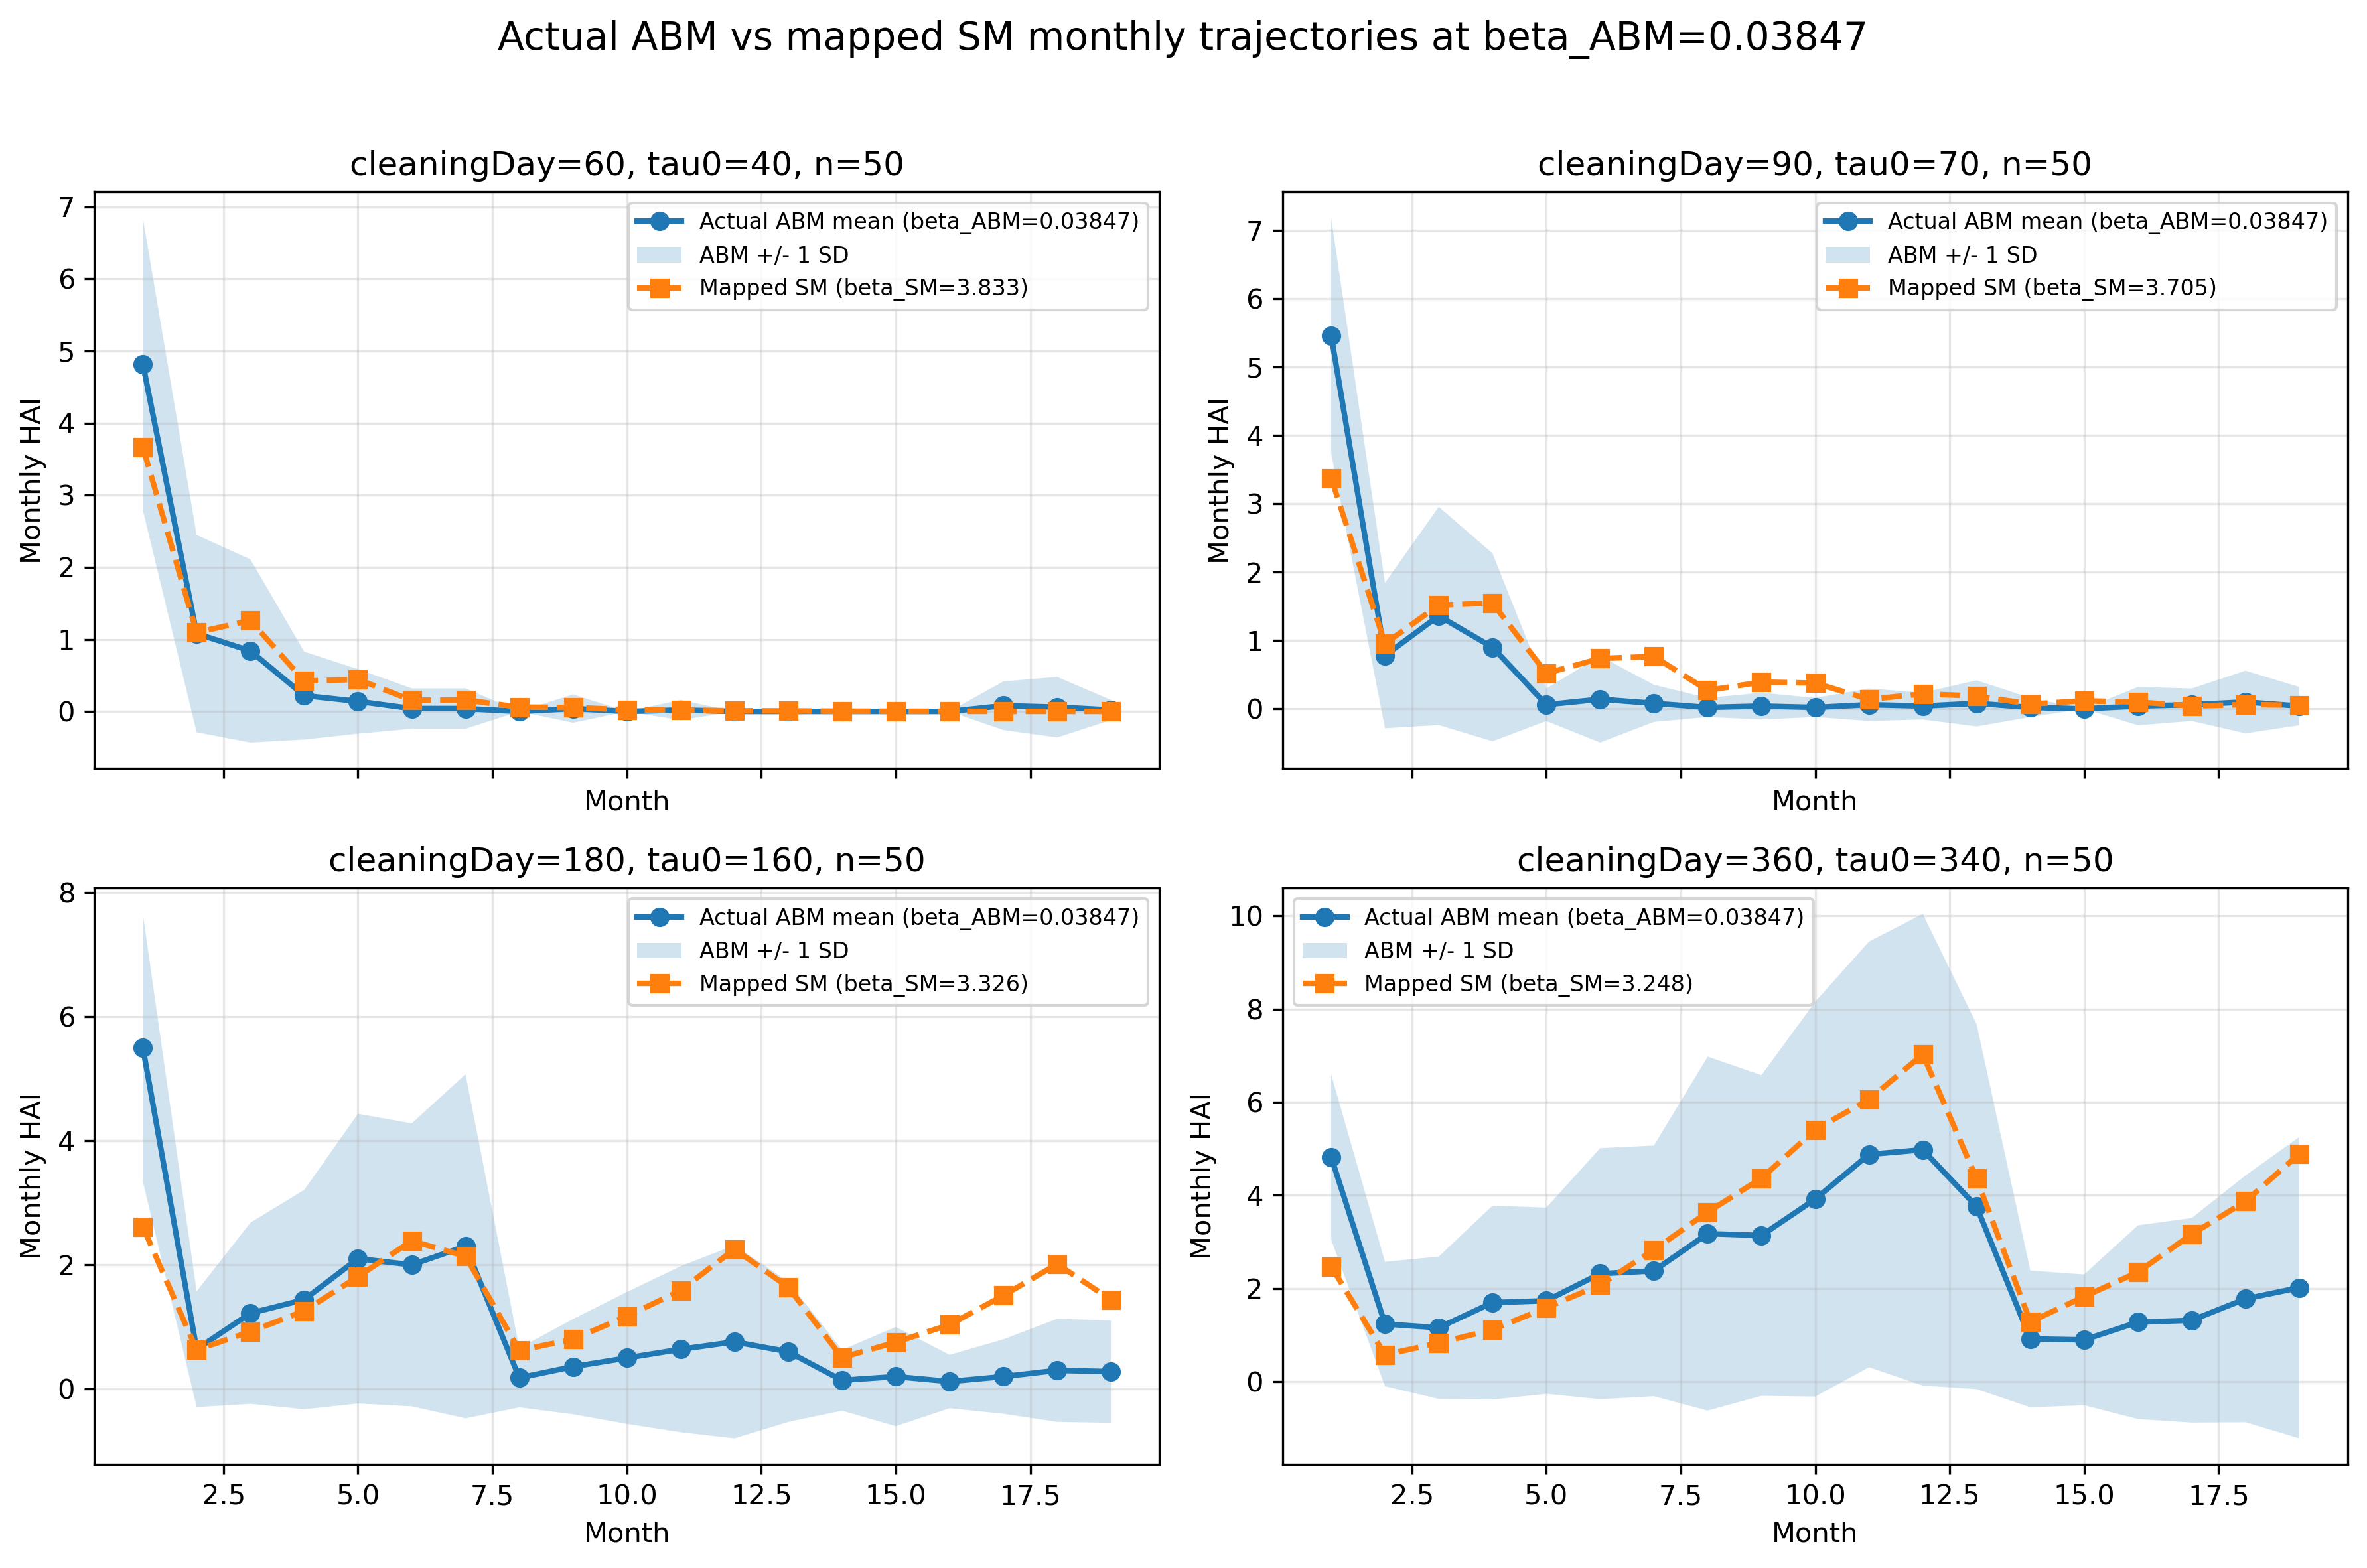 Actual ABM vs mapped SM monthly trajectories at beta_ABM=0.03847
cleaningDay=60, tau0=40, n=50
Monthly HAI
7
6
5
4
3
2
1
0
Actual ABM mean (beta_ABM=0.03847)
ABM +/- 1 SD
Mapped SM (beta_SM=3.833)
Month
cleaningDay=90, tau0=70, n=50
Monthly HAI
7
6
5
4
3
2
1
0
Actual ABM mean (beta_ABM=0.03847)
ABM +/- 1 SD
Mapped SM (beta_SM=3.705)
Month
cleaningDay=180, tau0=160, n=50
Monthly HAI
8
6
4
2
0
Actual ABM mean (beta_ABM=0.03847)
ABM +/- 1 SD
Mapped SM (beta_SM=3.326)
2.5 5.0 7.5 10.0 12.5 15.0 17.5
Month
cleaningDay=360, tau0=340, n=50
Monthly HAI
10
8
6
4
2
0
Actual ABM mean (beta_ABM=0.03847)
ABM +/- 1 SD
Mapped SM (beta_SM=3.248)
2.5 5.0 7.5 10.0 12.5 15.0 17.5
Month